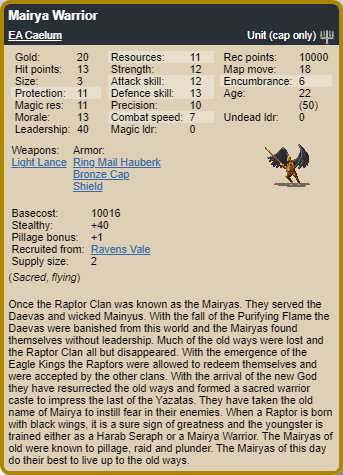 Mairya Warrior
EA Caelum Unit (cap only)
Gold: 20 Resources: 11 Rec points: 10000
Hit points: 13 Strength: 12 Map move: 18
Size: 3 Attack skill: 12 Encumbrance: 6
Protection: 11 Defence skill: 13 Age: 22
Magic res: 11 Precision: 10 (50)
Morale: 13 Combat speed: 7 Undead ldr: 0
Leadership: 40 Magic ldr: 0
Weapons: Armor:
Light Lance Ring Mail Hauberk
Bronze Cap
Shield
Basecost: 10016
Stealthy: +40
Pillage bonus: +1
Recruited from: Ravens Vale
Supply size: 2
(Sacred, flying)
Once the Raptor Clan was known as the Mairyas. They served the
Daevas and wicked Mainyus. With the fall of the Purifying Flame the
Daevas were banished from this world and the Mairyas found
themselves without leadership. Much of the old ways were lost and
the Raptor Clan all but disappeared. With the emergence of the
Eagle Kings the Raptors were allowed to redeem themselves and
were accepted by the other clans. With the arrival of the new God
they have resurrected the old ways and formed a sacred warrior
caste to impress the last of the Yazatas. They have taken the old
name of Mairya to instill fear in their enemies. When a Raptor is born
with black wings, it is a sure sign of greatness and the youngster is
trained either as a Harab Seraph or a Mairya Warrior. The Mairyas of
old were known to pillage, raid and plunder. The Mairyas of this day
do their best to live up to the old ways.